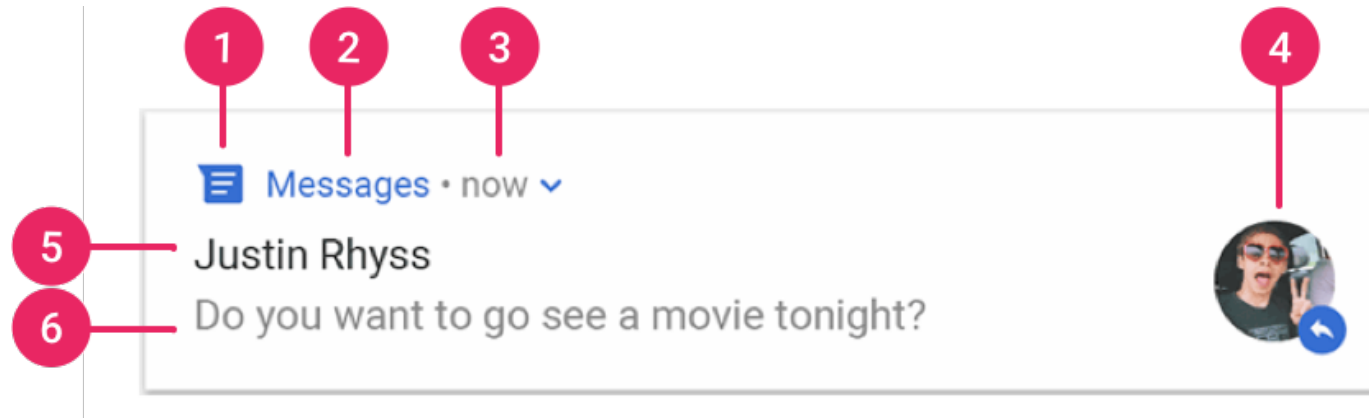 1 2 3 4
Messages • now
5 Justin Rhyss
6 Do you want to go see a movie tonight?